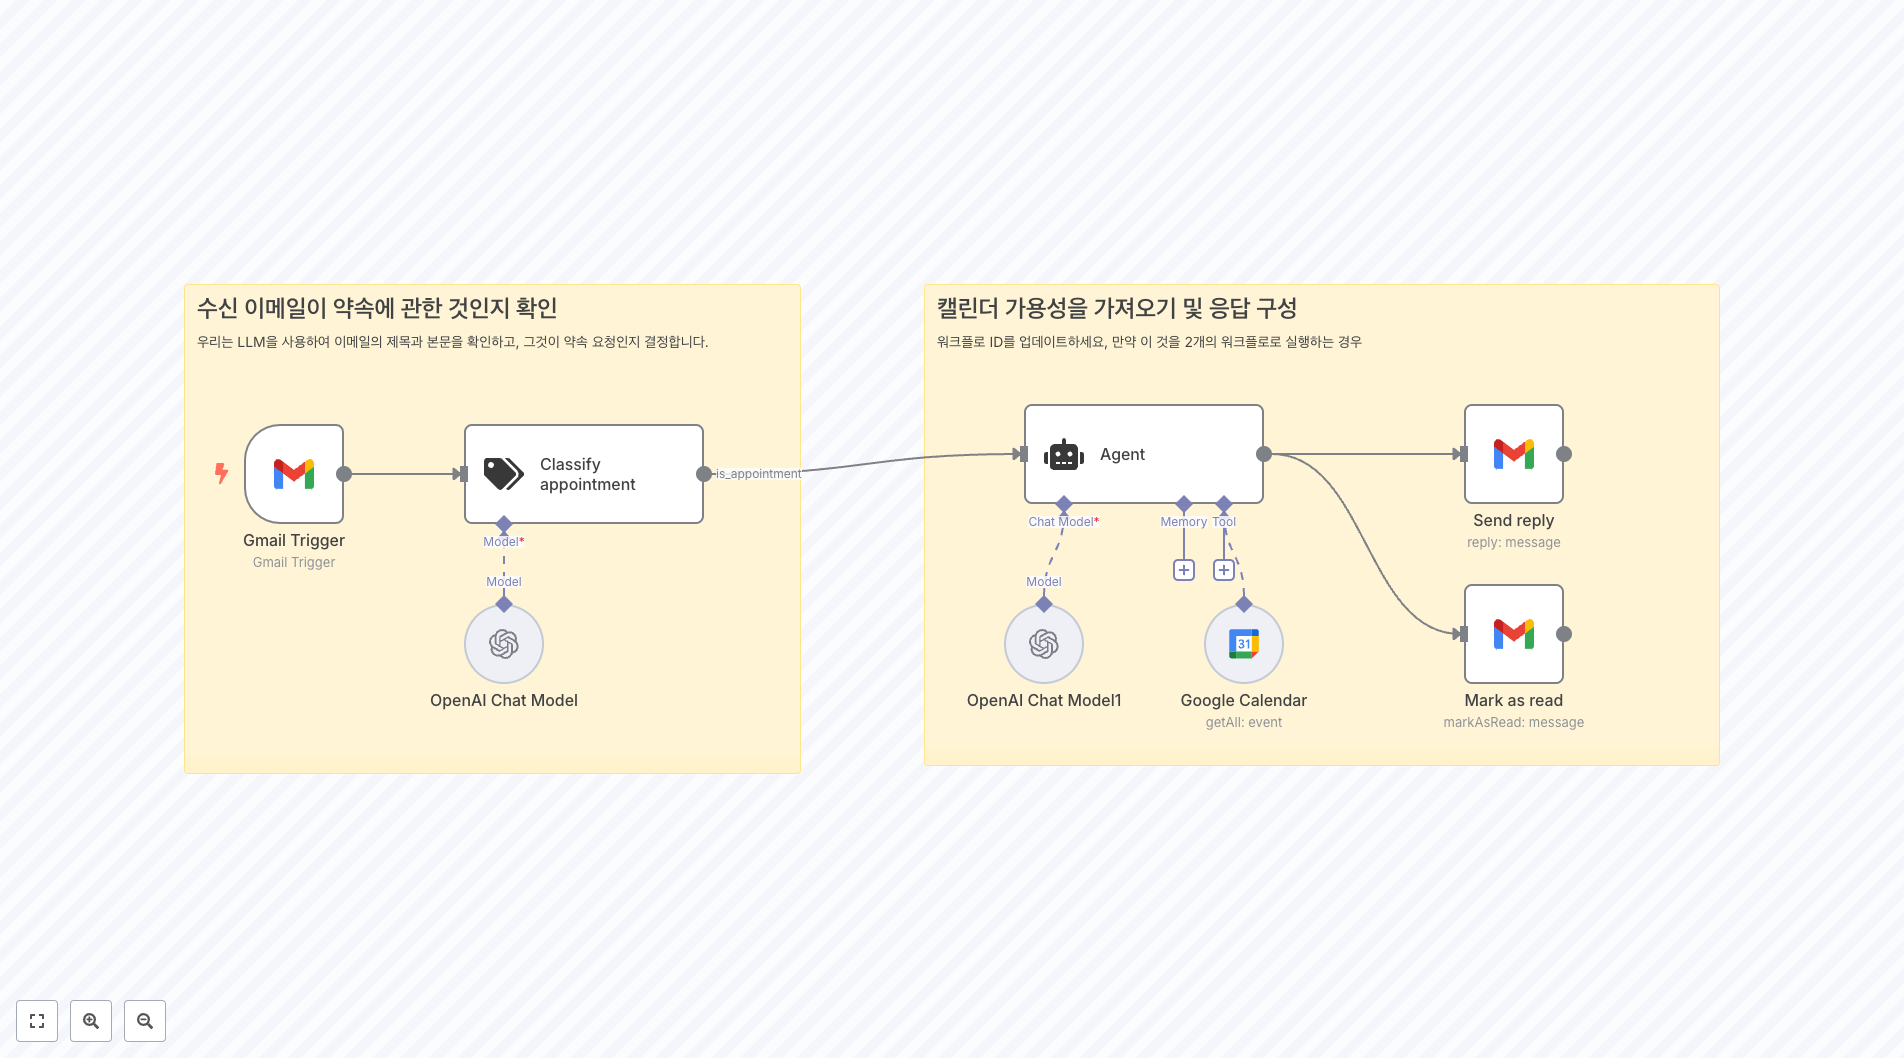 수신 이메일이 약속에 관한 것인지 확인
우리는 LLM을 사용하여 이메일의 제목과 본문을 확인하고, 그것이 약속 요청인지 결정합니다.
Gmail Trigger
Gmail Trigger
Classify
appointment
is_appointment
Model*
Model
OpenAI Chat Model
캘린더 가용성을 가져오기 및 응답 구성
워크플로 ID를 업데이트하세요, 만약 이 것을 2개의 워크플로로 실행하는 경우
Agent
Chat Model*
Memory
Tool
Model
OpenAI Chat Model1
31
Google Calendar
getAll: event
Send reply
reply: message
Mark as read
markAsRead: message